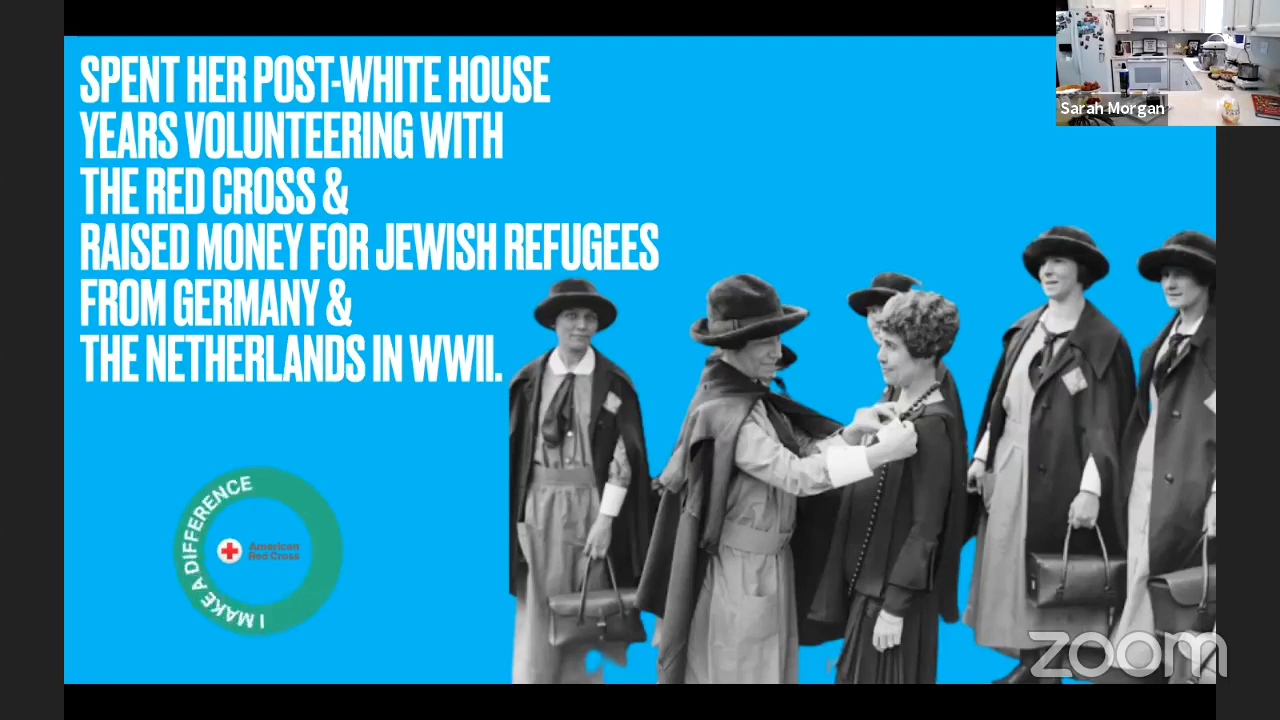 SPENT HER POST-WHITE HOUSE
YEARS VOLUNTEERING WITH
THE RED CROSS &
RAISED MONEY FOR JEWISH REFUGEES
FROM GERMANY &
THE NETHERLANDS IN WWII.
Sarah Morgan
I MAKE A DIFFERENCE
American
Red Cross
zoom